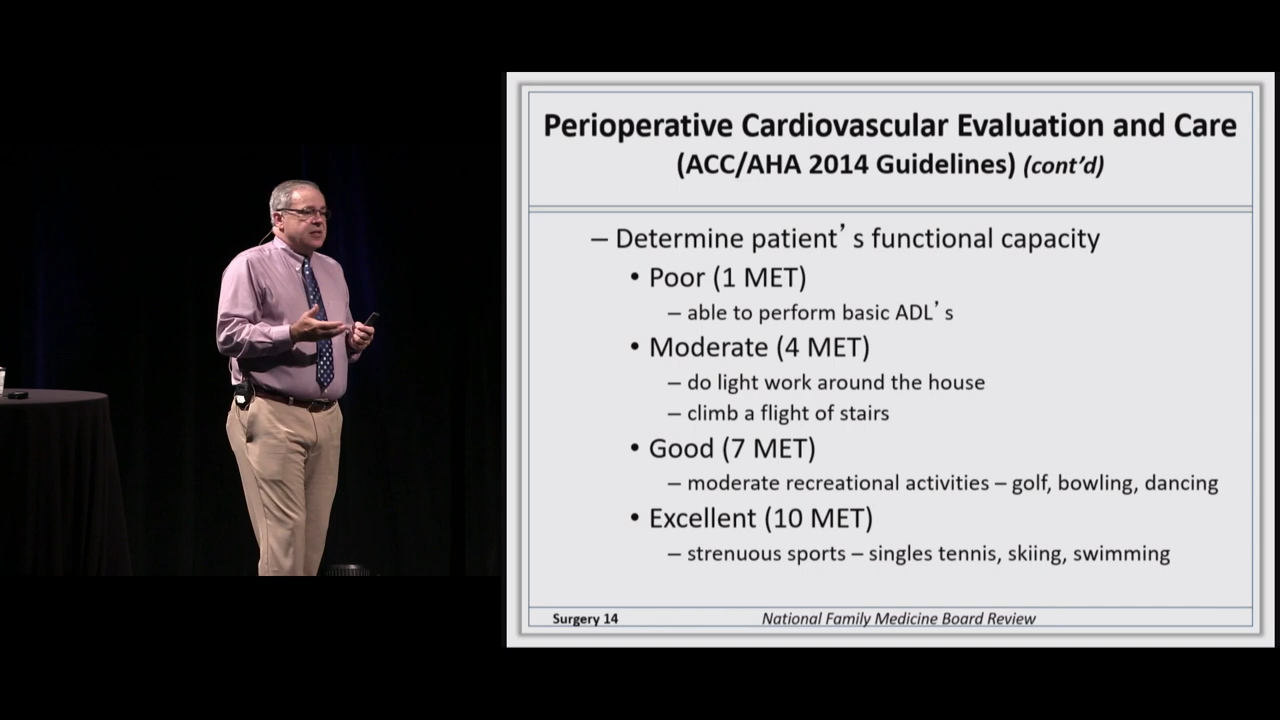 Perioperative Cardiovascular Evaluation and Care
(ACC/AHA 2014 Guidelines) (cont’d)
– Determine patient’s functional capacity
• Poor (1 MET)
– able to perform basic ADL’s
• Moderate (4 MET)
– do light work around the house
– climb a flight of stairs
• Good (7 MET)
– moderate recreational activities – golf, bowling, dancing
• Excellent (10 MET)
– strenuous sports – singles tennis, skiing, swimming
Surgery 14
National Family Medicine Board Review